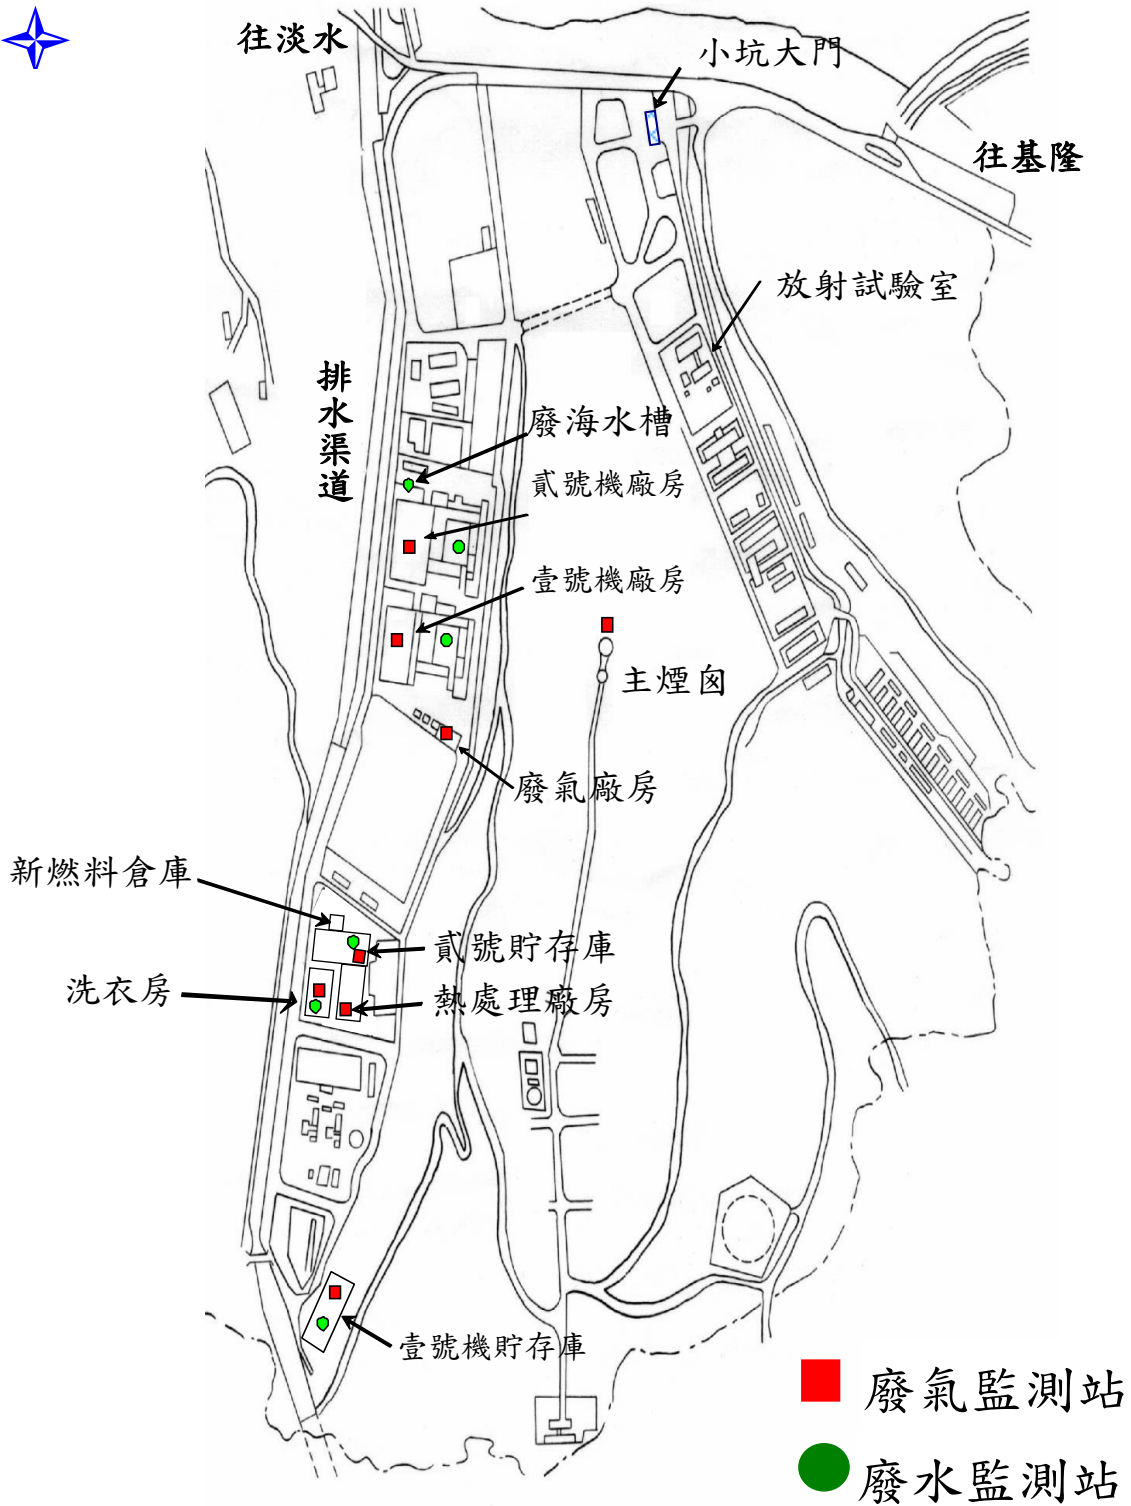 往淡水
小坑大門
往基隆
放射試驗室
排水渠道
廢海水槽
貳號機廠房
壹號機廠房
主煙囪
廢氣廠房
新燃料倉庫
貳號貯存庫
洗衣房
熱處理廠房
壹號機貯存庫
廢氣監測站
廢水監測站